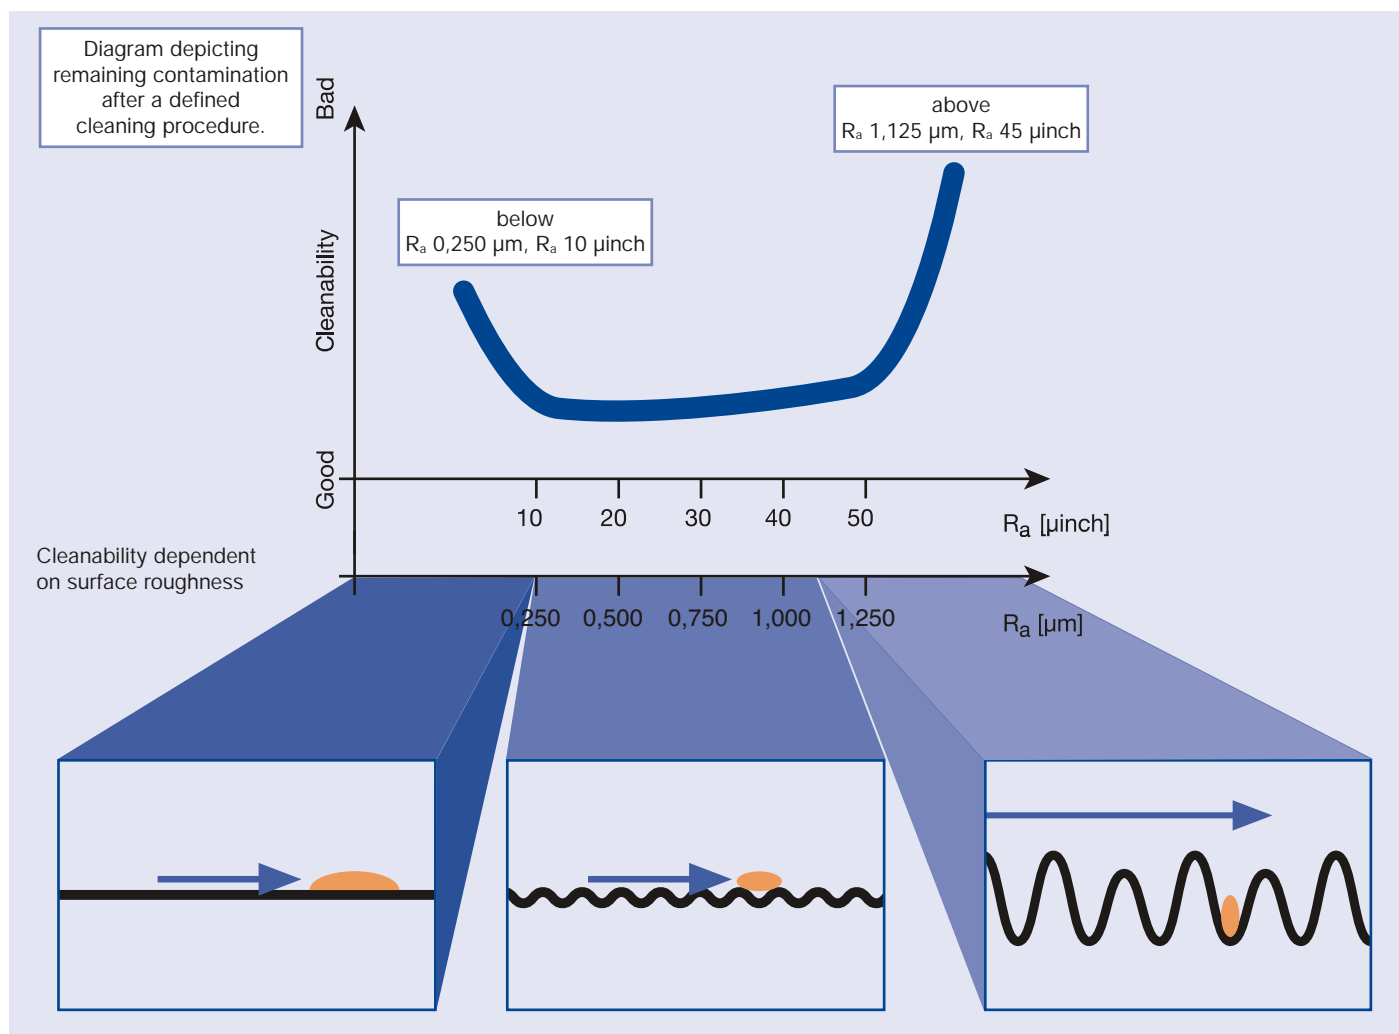 Diagram depicting
remaining contamination
after a defined
cleaning procedure.
Bad
Cleanability
Good
below
Ra 0,250 µm, Ra 10 µinch
above
Ra 1,125 µm, Ra 45 µinch
10 20 30 40 50 Ra [µinch]
Cleanability dependent
on surface roughness
0,250 0,500 0,750 1,000 1,250 Ra [µm]